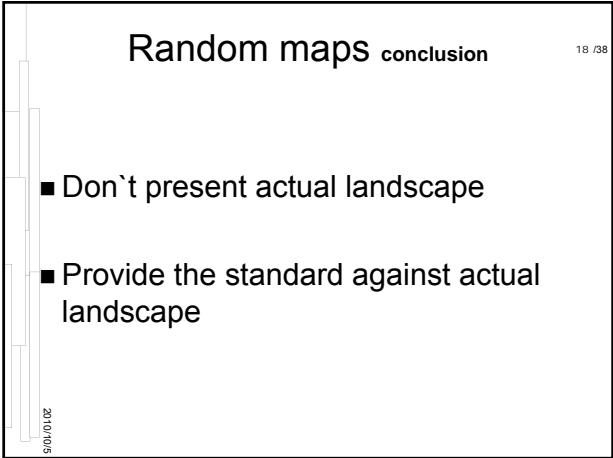 Random maps conclusion
18 /38
■ Don`t present actual landscape
■ Provide the standard against actual
landscape
2010/10/5